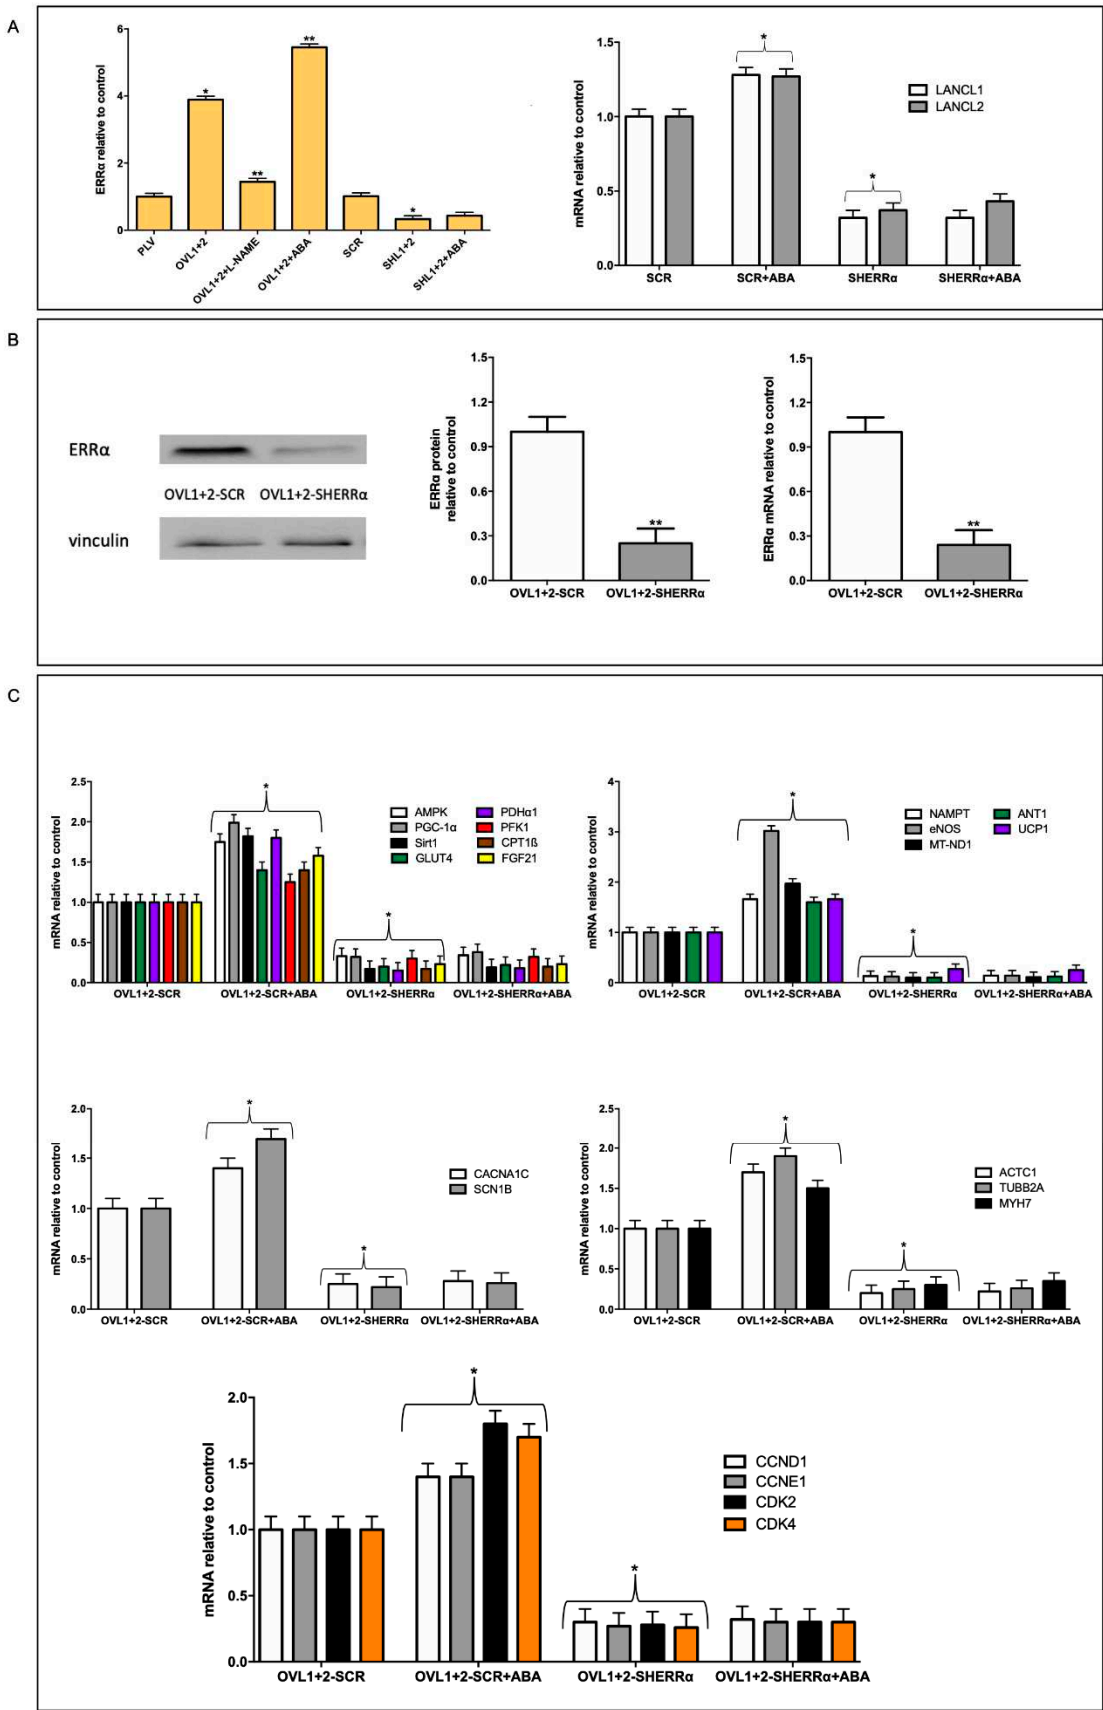 A
ERRα relative to control
6
4
2
0
*
**
**
*
PLV
OVL1+2
OVL1+2+L-NAME
OVL1+2+ABA
SCR
SHL1+2
SHL1+2+ABA
mRNA relative to control
1.5
1.0
0.5
0.0
*
*
LANCL1
LANCL2
SCR
SCR+ABA
SHERRα
SHERRα+ABA
B
ERRα
OVL1+2-SCR OVL1+2-SHERRα
vinculin
ERRα protein
relative to control
1.5
1.2
0.9
0.6
0.3
0.0
**
OVL1+2-SCR OVL1+2-SHERRα
ERRα mRNA relative to control
1.5
1.2
0.9
0.6
0.3
0.0
**
OVL1+2-SCR OVL1+2-SHERRα
C
mRNA relative to control
2.5
2.0
1.5
1.0
0.5
0.0
*
*
AMPK
PGC-1α
Sirt1
GLUT4
PDHα1
PFK1
CPT1ß
FGF21
OVL1+2-SCR
OVL1+2-SCR+ABA
OVL1+2-SHERRα
OVL1+2-SHERRα+ABA
mRNA relative to control
4
3
2
1
0
*
*
NAMPT
eNOS
MT-ND1
ANT1
UCP1
OVL1+2-SCR
OVL1+2-SCR+ABA
OVL1+2-SHERRα
OVL1+2-SHERRα+ABA
mRNA relative to control
2.0
1.5
1.0
0.5
0.0
*
*
CACNA1C
SCN1B
OVL1+2-SCR
OVL1+2-SCR+ABA
OVL1+2-SHERRα
OVL1+2-SHERRα+ABA
mRNA relative to control
2.5
2.0
1.5
1.0
0.5
0.0
*
*
ACTC1
TUBB2A
MYH7
OVL1+2-SCR
OVL1+2-SCR+ABA
OVL1+2-SHERRα
OVL1+2-SHERRα+ABA
mRNA relative to control
2.0
1.5
1.0
0.5
0.0
*
*
CCND1
CCNE1
CDK2
CDK4
OVL1+2-SCR
OVL1+2-SCR+ABA
OVL1+2-SHERRα
OVL1+2-SHERRα+ABA